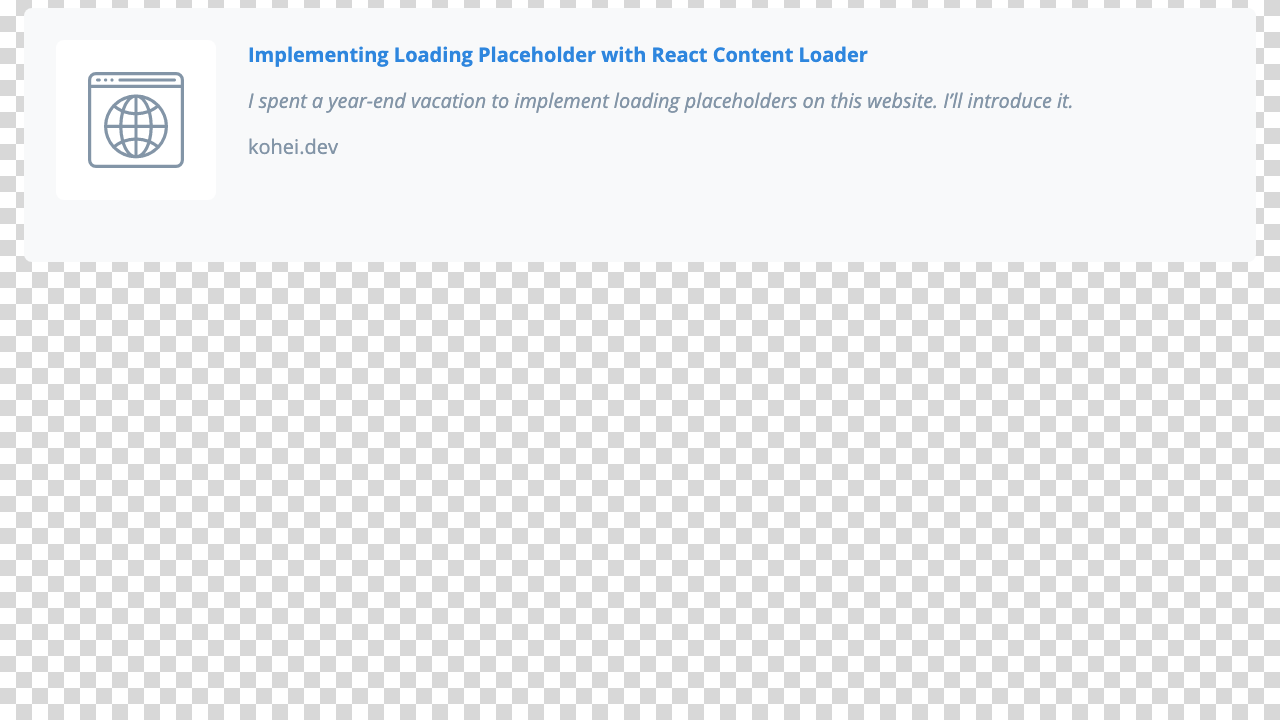 Implementing Loading Placeholder with React Content Loader
I spent a year-end vacation to implement loading placeholders on this website. I’ll introduce it.
kohei.dev